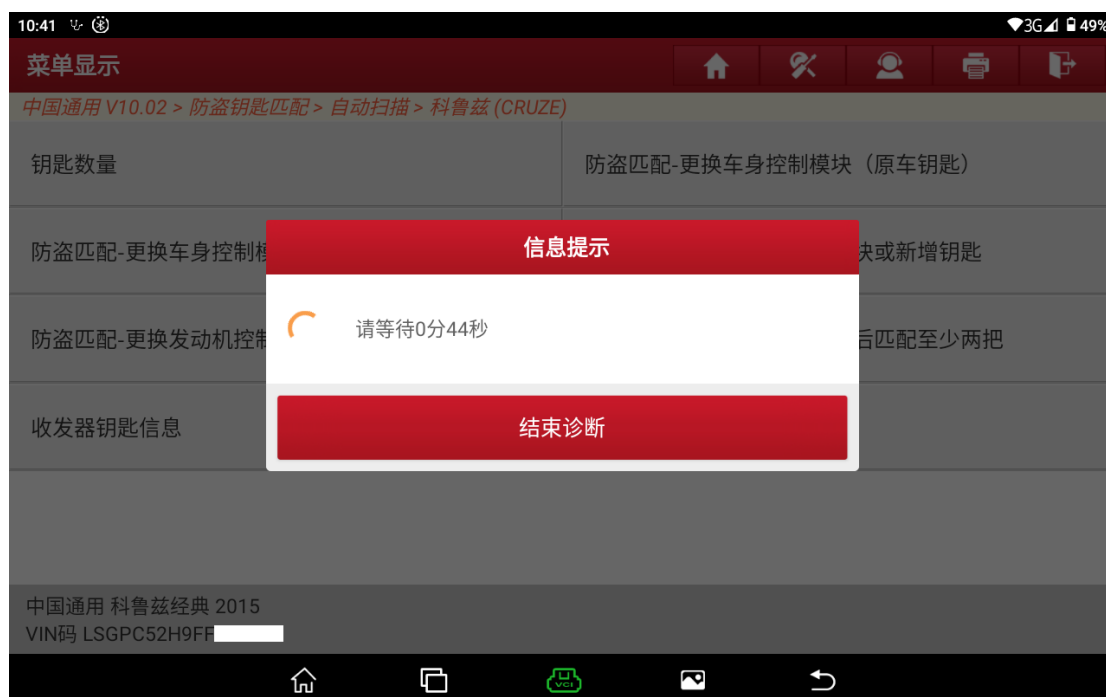 10:41
3G 49%
菜单显示
中国通用 V10.02 > 防盗钥匙匹配 > 自动扫描 > 科鲁兹 (CRUZE)
钥匙数量
防盗匹配-更换车身控制模块（原车钥匙）
防盗匹配-更换车身控制
信息提示
块或新增钥匙
防盗匹配-更换发动机控制
请等待0分44秒
后匹配至少两把
收发器钥匙信息
结束诊断
中国通用 科鲁兹经典 2015
VIN码 LSGPC52H9FF
VCI